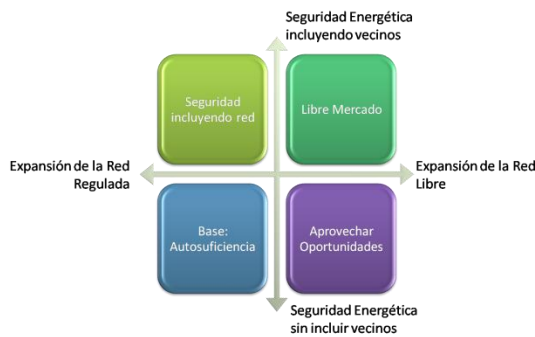 Seguridad Energética
incluyendo vecinos
Seguridad
incluyendo red
Libre Mercado
Expansión de la Red
Regulada
Expansión de la Red
Libre
Base:
Autosuficiencia
Aprovechar
Oportunidades
Seguridad Energética
sin incluir vecinos